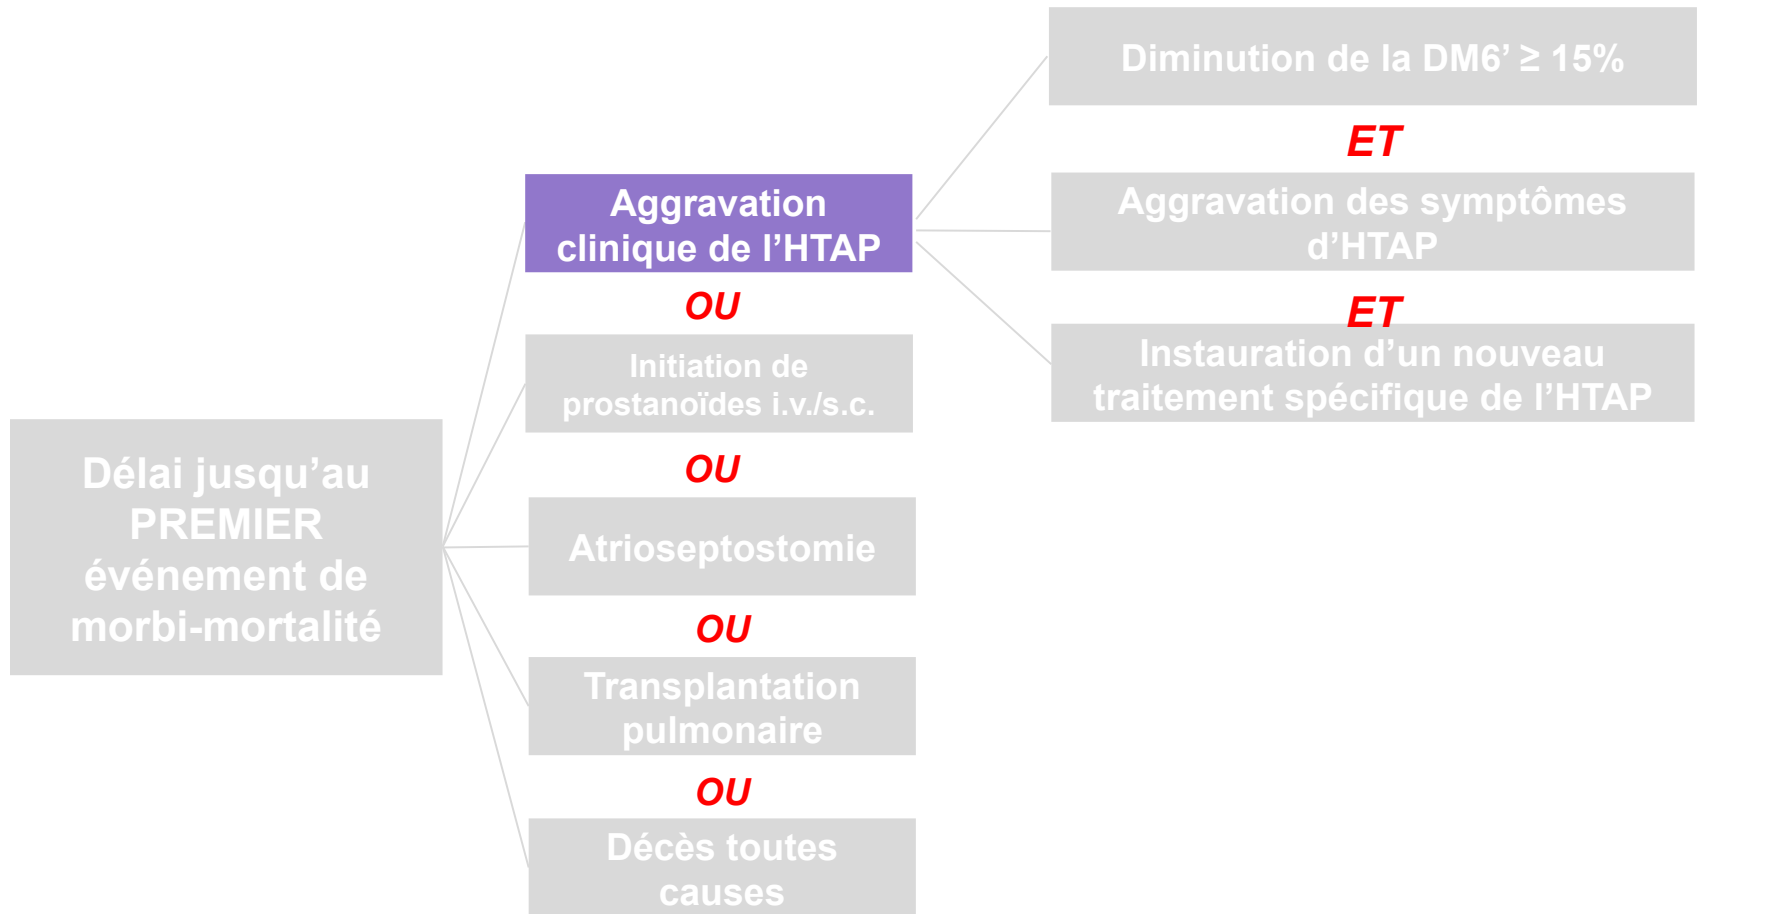 Délai jusqu’au
PREMIER
événement de
morbi-mortalité
Aggravation
clinique de l’HTAP
OU
Initiation de
prostanoïdes i.v./s.c.
OU
Atrioseptostomie
OU
Transplantation
pulmonaire
OU
Décès toutes
causes
Diminution de la DM6’ ≥ 15%
ET
Aggravation des symptômes
d’HTAP
ET
Instauration d’un nouveau
traitement spécifique de l’HTAP